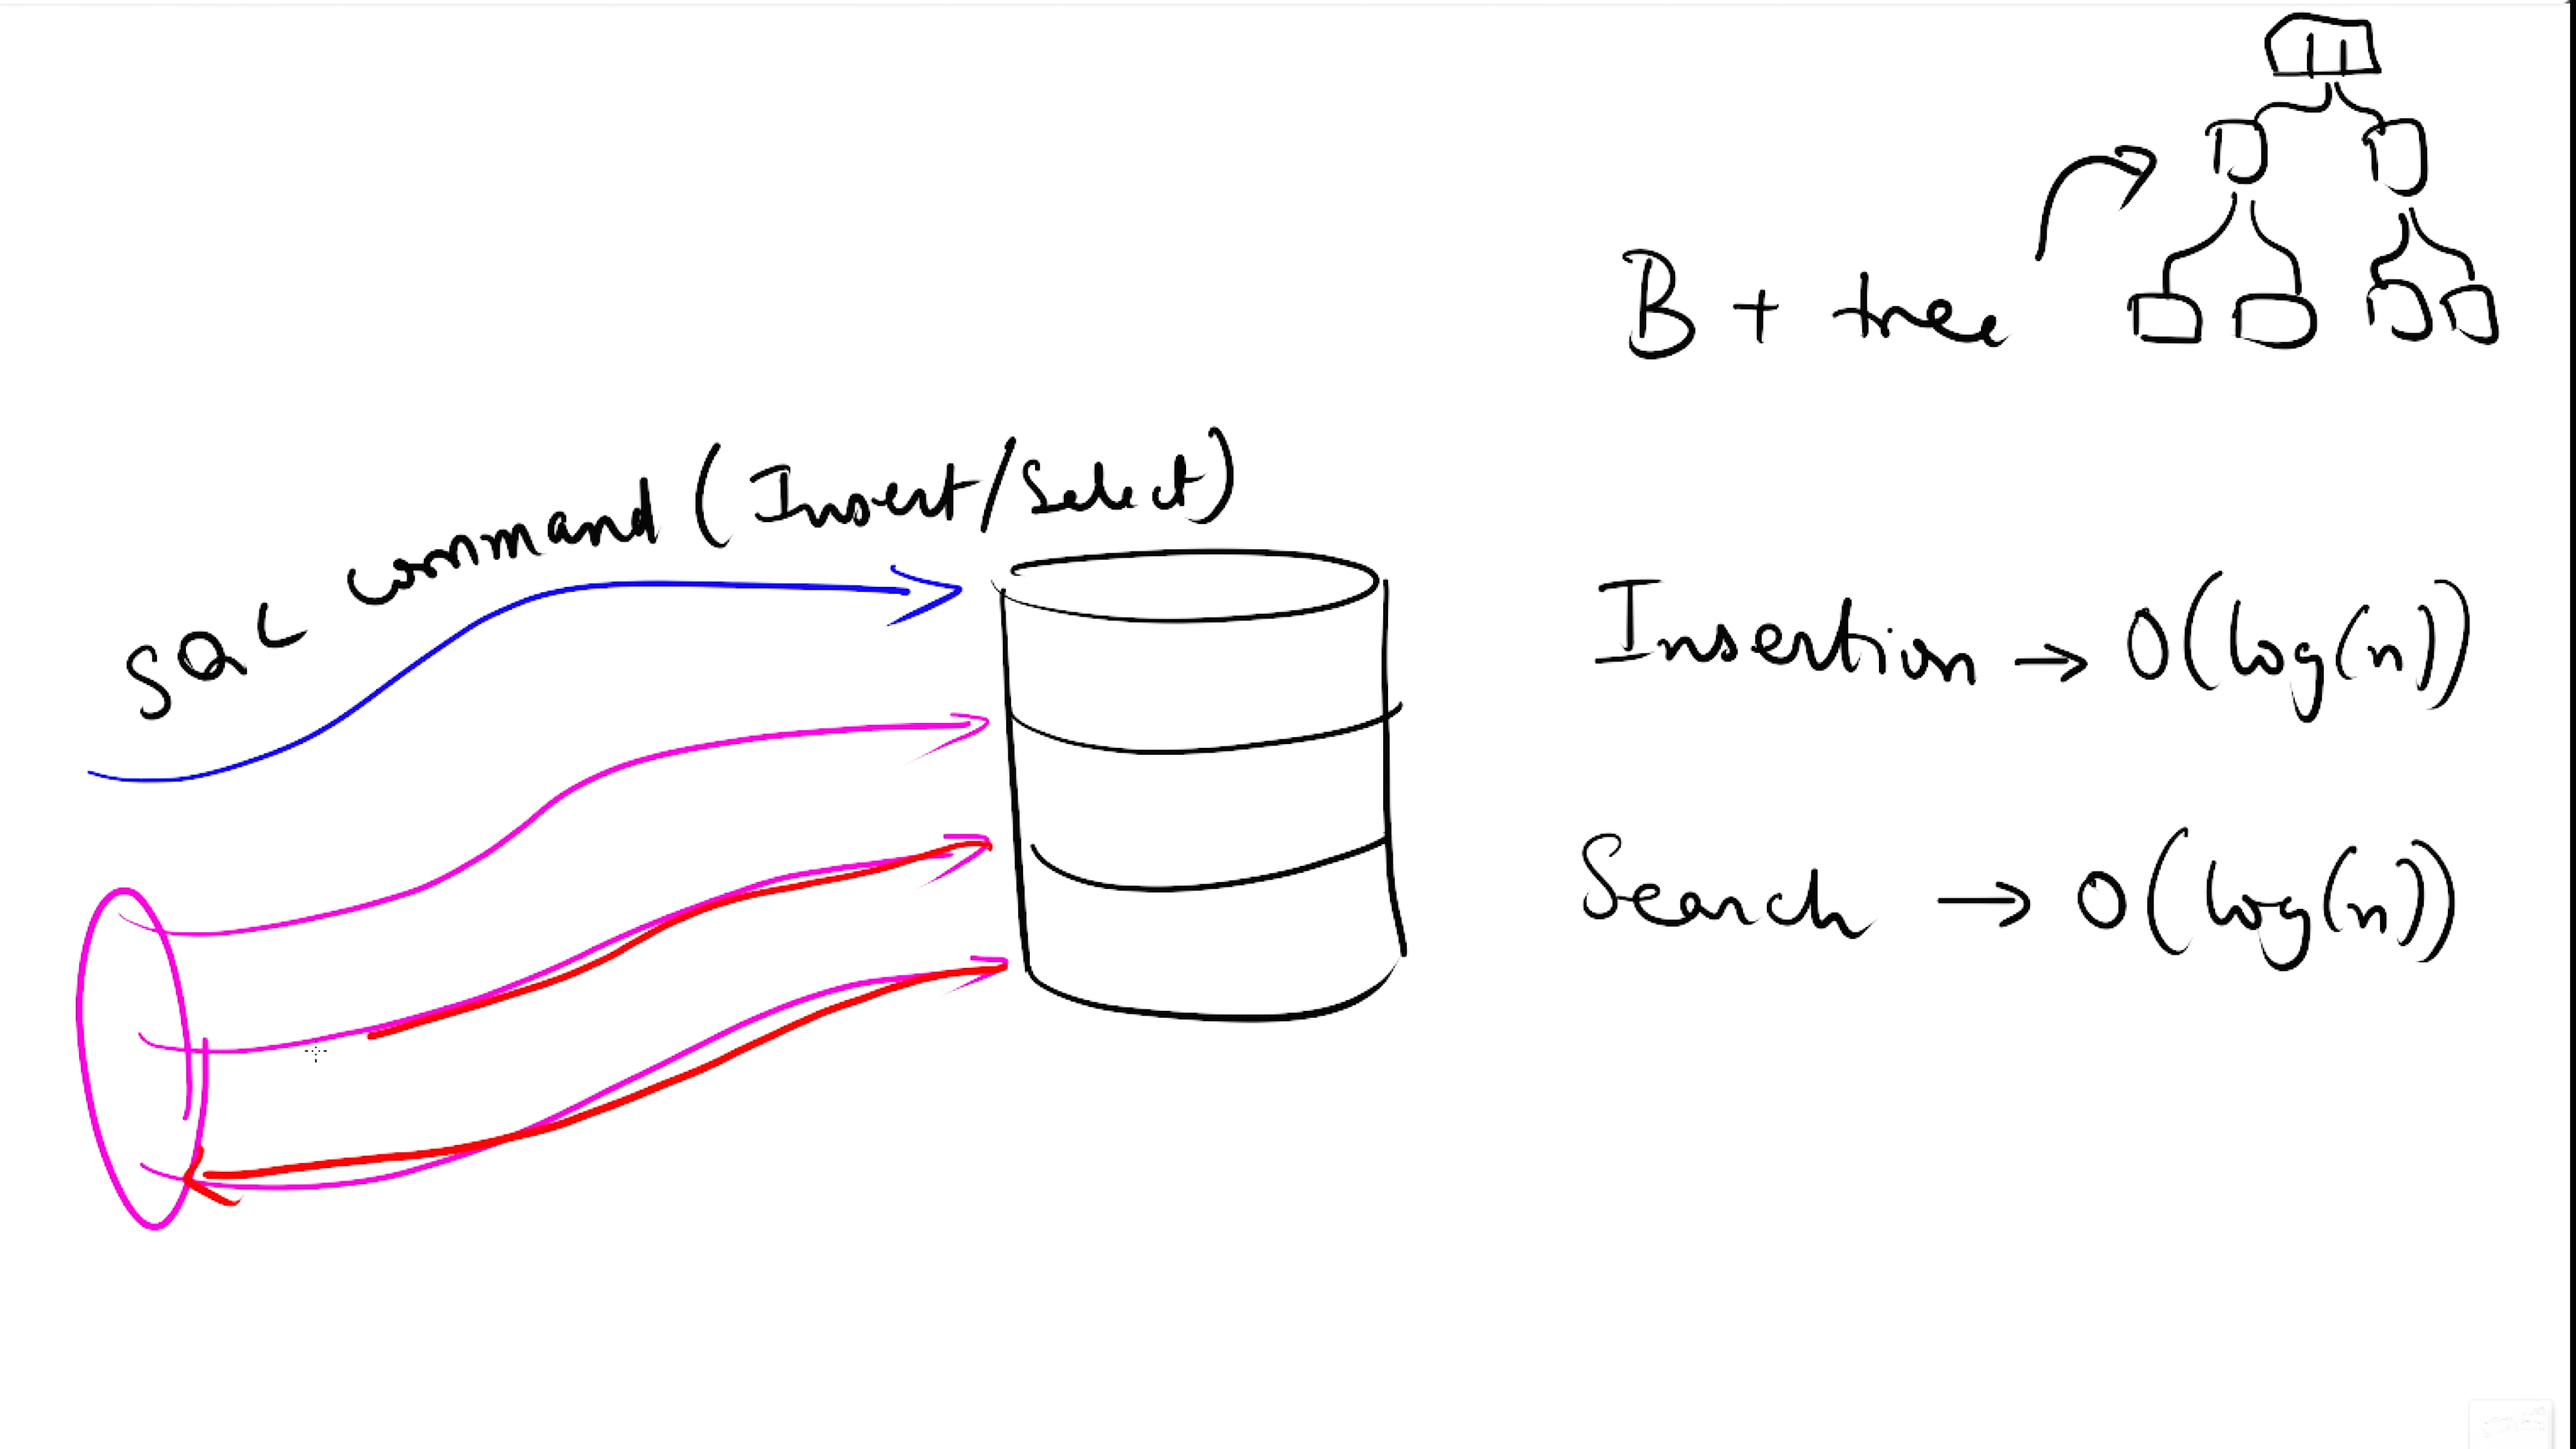 B + tree
SQL command (Insert/Select)
Insertion → O(log(n))
Search → O(log(n))